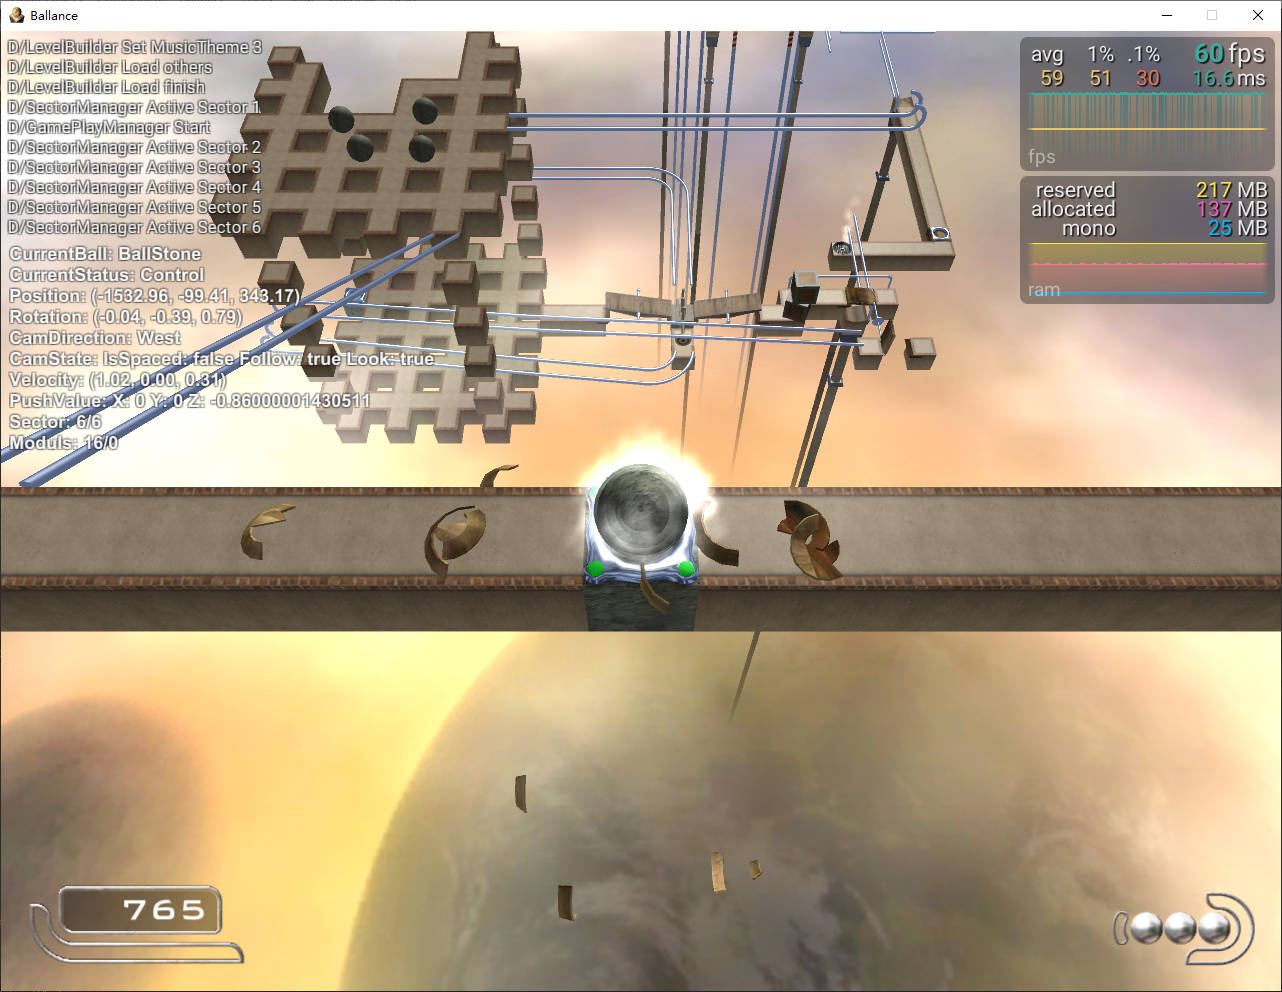 Ballance
D/LevelBuilder Set MusicTheme 3
D/LevelBuilder Load others
D/LevelBuilder Load finish
D/SectorManager Active Sector 1
D/GamePlayManager Start
D/SectorManager Active Sector 2
D/SectorManager Active Sector 3
D/SectorManager Active Sector 4
D/SectorManager Active Sector 5
D/SectorManager Active Sector 6
CurrentBall: BallStone
CurrentStatus: Control
Position: (-1532.96, -99.41, 343.17)
Rotation: (-0.04, -0.39, 0.79)
CamDirection: West
CamState: IsSpaced: false Follow: true Look: true
Velocity: (1.02, 0.00, 0.31)
PushValue: X: 0 Y: 0 Z: -0.86000001430511
Sector: 6/6
Moduls: 16/0
avg 1% .1% 60 fps
59 51 30 16.6 ms
fps
reserved 217 MB
allocated 137 MB
mono 25 MB
ram
765